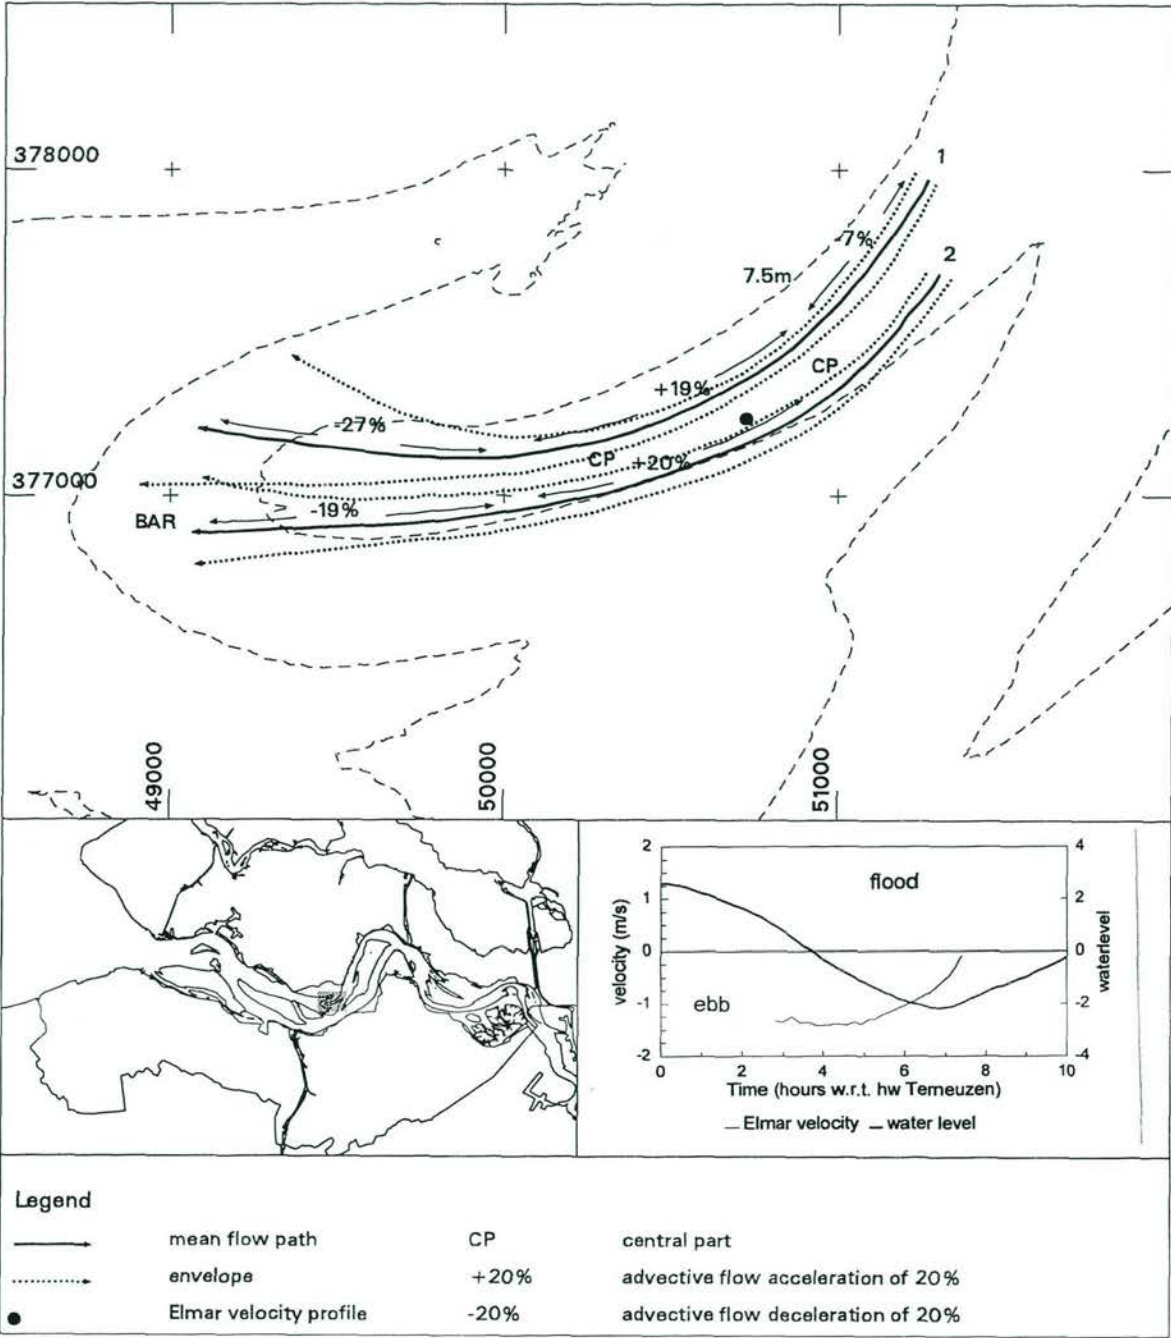 378000
1
-7%
2
7.5m
CP
+19%
-27%
CP
+20%
377000
-19%
BAR
49000
50000
51000
2
4
flood
1
2
velocity (m/s)
0
0
waterlevel
-1
ebb
-2
-2
-4
0
2
4
6
8
10
Time (hours w.r.t. hw Terneuzen)
Elmar velocity
water level
Legend
mean flow path
CP
central part
envelope
+20%
advective flow acceleration of 20%
Elmar velocity profile
-20%
advective flow deceleration of 20%